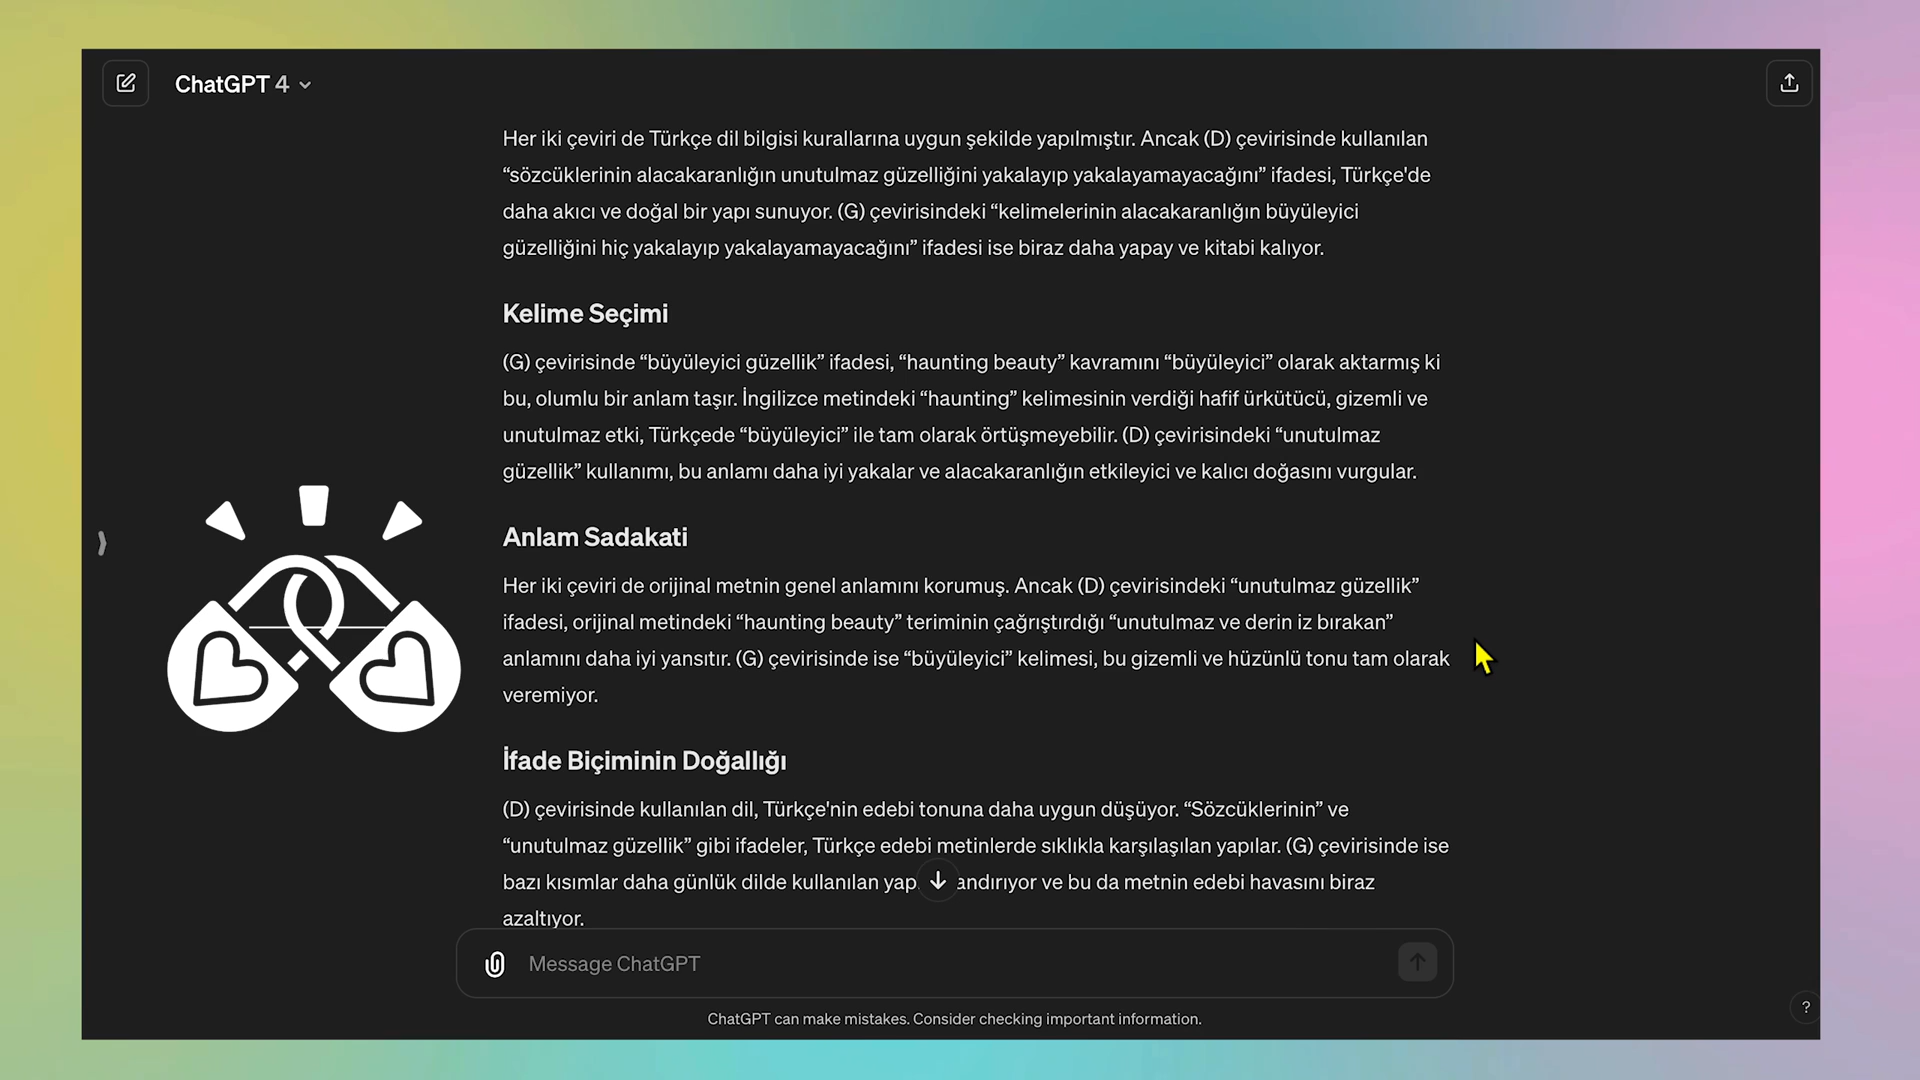 ChatGPT 4
Her iki çeviri de Türkçe dil bilgisi kurallarına uygun şekilde yapılmıştır. Ancak (D) çevirisinde kullanılan
“sözcüklerinin alacakaranlığın unutulmaz güzelliğini yakalayıp yakalayamayacağını” ifadesi, Türkçe'de
daha akıcı ve doğal bir yapı sunuyor. (G) çevirisindeki “kelimelerinin alacakaranlığın büyüleyici
güzelliğini hiç yakalayıp yakalayamayacağını” ifadesi ise biraz daha yapay ve kitabi kalıyor.
Kelime Seçimi
(G) çevirisinde “büyüleyici güzellik” ifadesi, “haunting beauty” kavramını “büyüleyici” olarak aktarmış ki
bu, olumlu bir anlam taşır. İngilizce metindeki “haunting” kelimesinin verdiği hafif ürkütücü, gizemli ve
unutulmaz etki, Türkçede “büyüleyici” ile tam olarak örtüşmeyebilir. (D) çevirisindeki “unutulmaz
güzellik” kullanımı, bu anlamı daha iyi yakalar ve alacakaranlığın etkileyici ve kalıcı doğasını vurgular.
Anlam Sadakati
Her iki çeviri de orijinal metnin genel anlamını korumuş. Ancak (D) çevirisindeki “unutulmaz güzellik”
ifadesi, orijinal metindeki “haunting beauty” teriminin çağrıştırdığı “unutulmaz ve derin iz bırakan”
anlamını daha iyi yansıtır. (G) çevirisinde ise “büyüleyici” kelimesi, bu gizemli ve hüzünlü tonu tam olarak
veremiyor.
İfade Biçiminin Doğallığı
(D) çevirisinde kullanılan dil, Türkçe'nin edebi tonuna daha uygun düşüyor. “Sözcüklerinin” ve
“unutulmaz güzellik” gibi ifadeler, Türkçe edebi metinlerde sıklıkla karşılaşılan yapılar. (G) çevirisinde ise
bazı kısımlar daha günlük dilde kullanılan yap andırıyor ve bu da metnin edebi havasını biraz
azaltıyor.
Message ChatGPT
ChatGPT can make mistakes. Consider checking important information.
?